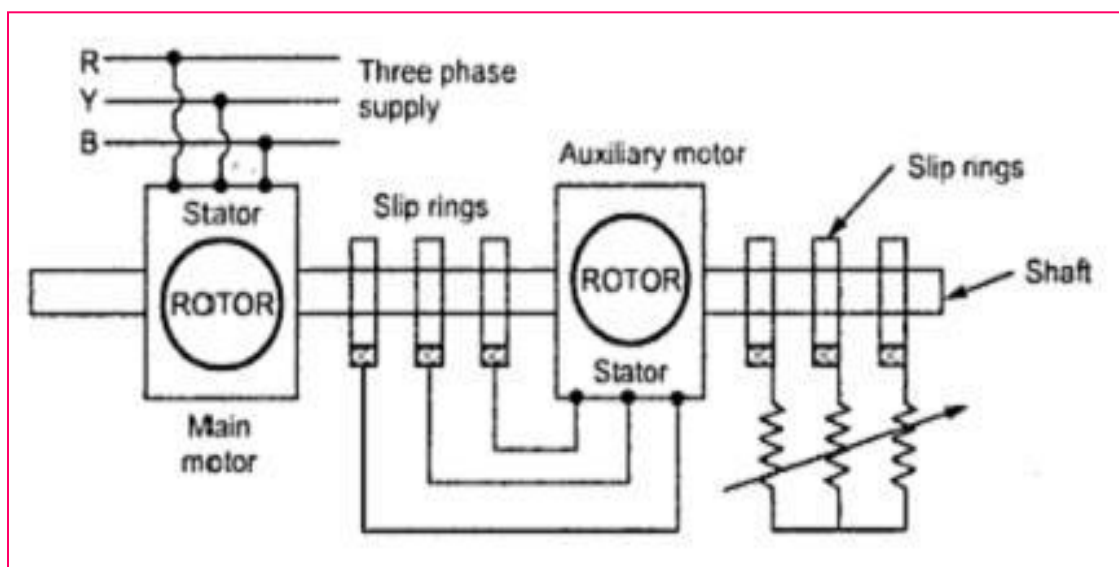 R
Y
B
Three phase
supply
Auxiliary motor
Slip rings
Stator
Slip rings
ROTOR
ROTOR
Shaft
Stator
Main
motor